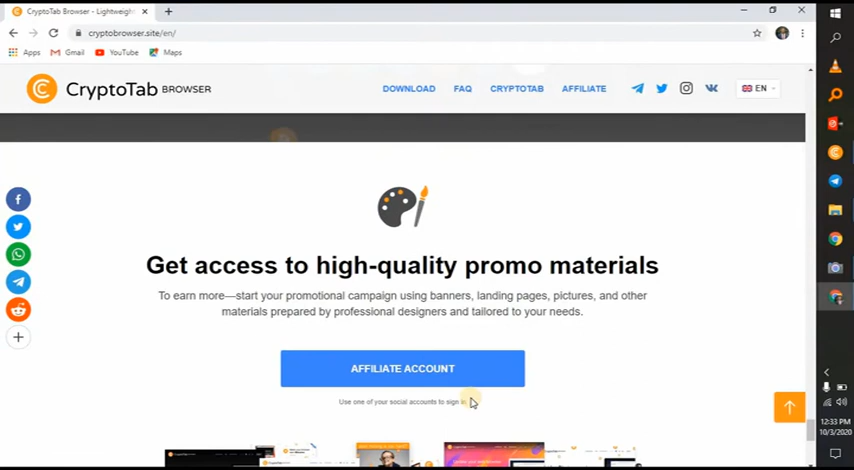 CryptoTab Browser - Lightweight
cryptobrowser.site/en/
Apps Gmail YouTube Maps
CryptoTab BROWSER
DOWNLOAD FAQ CRYPTOTAB AFFILIATE EN
Get access to high-quality promo materials
To earn more—start your promotional campaign using banners, landing pages, pictures, and other
materials prepared by professional designers and tailored to your needs.
AFFILIATE ACCOUNT
Use one of your social accounts to sign in
12:33 PM
10/3/2020